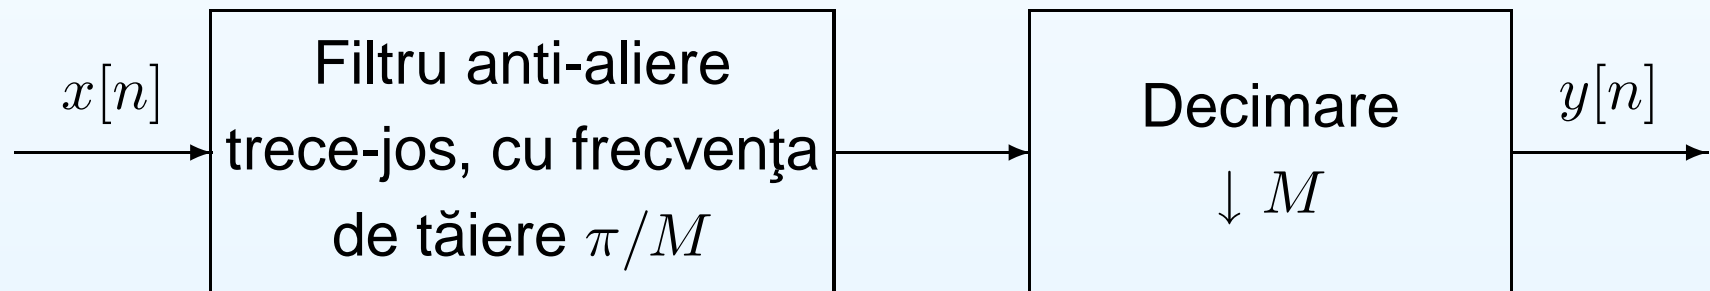 x[n]
Filtru anti-aliere
trece-jos, cu frecvenţa
de tăiere π/M
Decimare
↓ M
y[n]